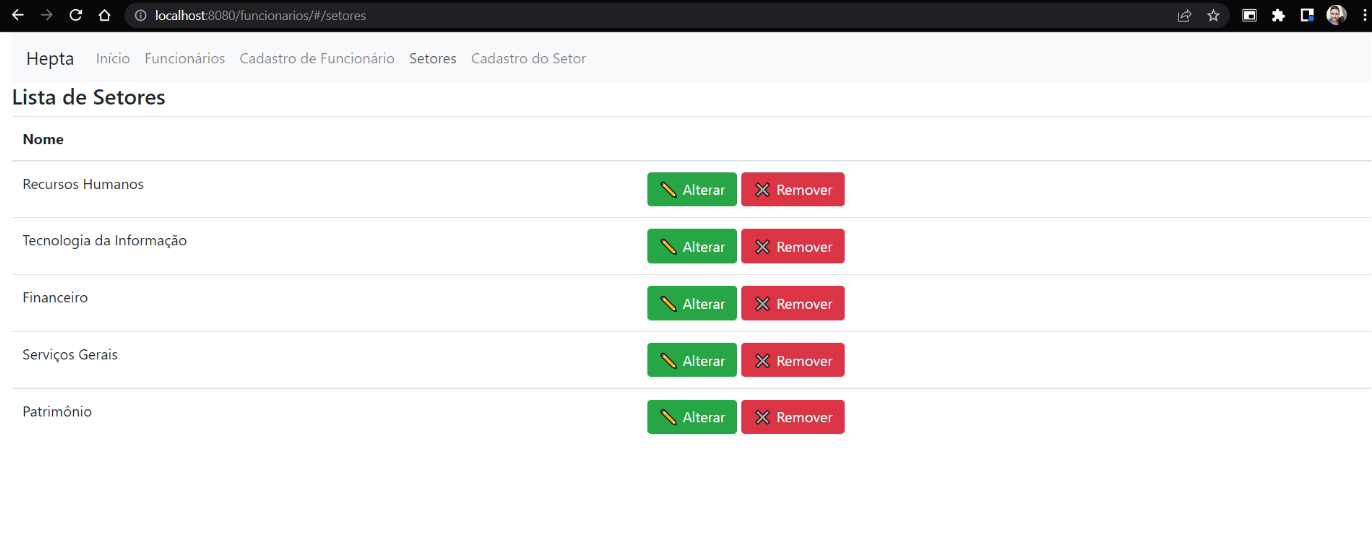 localhost:8080/funcionarios/#/setores
Hepta Início Funcionários Cadastro de Funcionário Setores Cadastro do Setor
Lista de Setores
Nome
Recursos Humanos Alterar Remover
Tecnologia da Informação Alterar Remover
Financeiro Alterar Remover
Serviços Gerais Alterar Remover
Patrimônio Alterar Remover